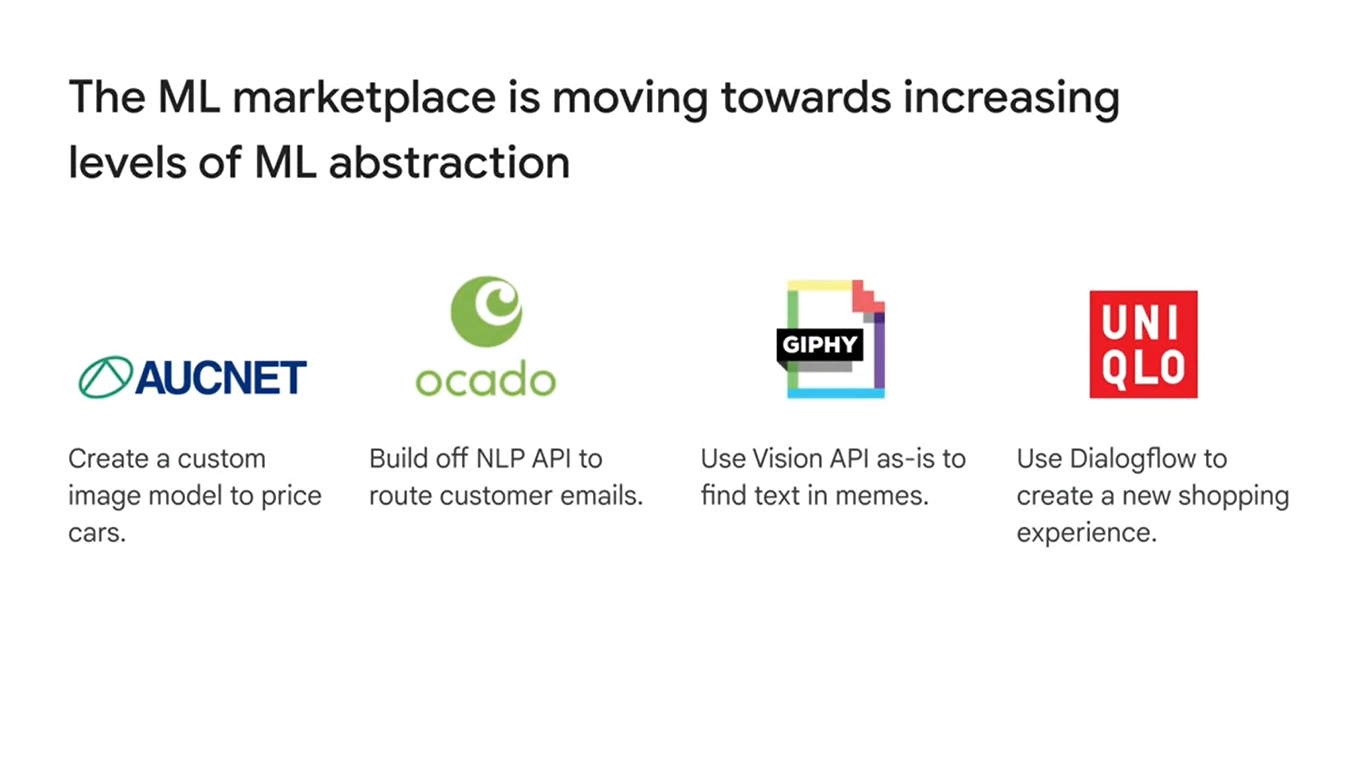 The ML marketplace is moving towards increasing
levels of ML abstraction
AUCNET
Create a custom
image model to price
cars.
ocado
Build off NLP API to
route customer emails.
GIPHY
Use Vision API as-is to
find text in memes.
UNI
QLO
Use Dialogflow to
create a new shopping
experience.